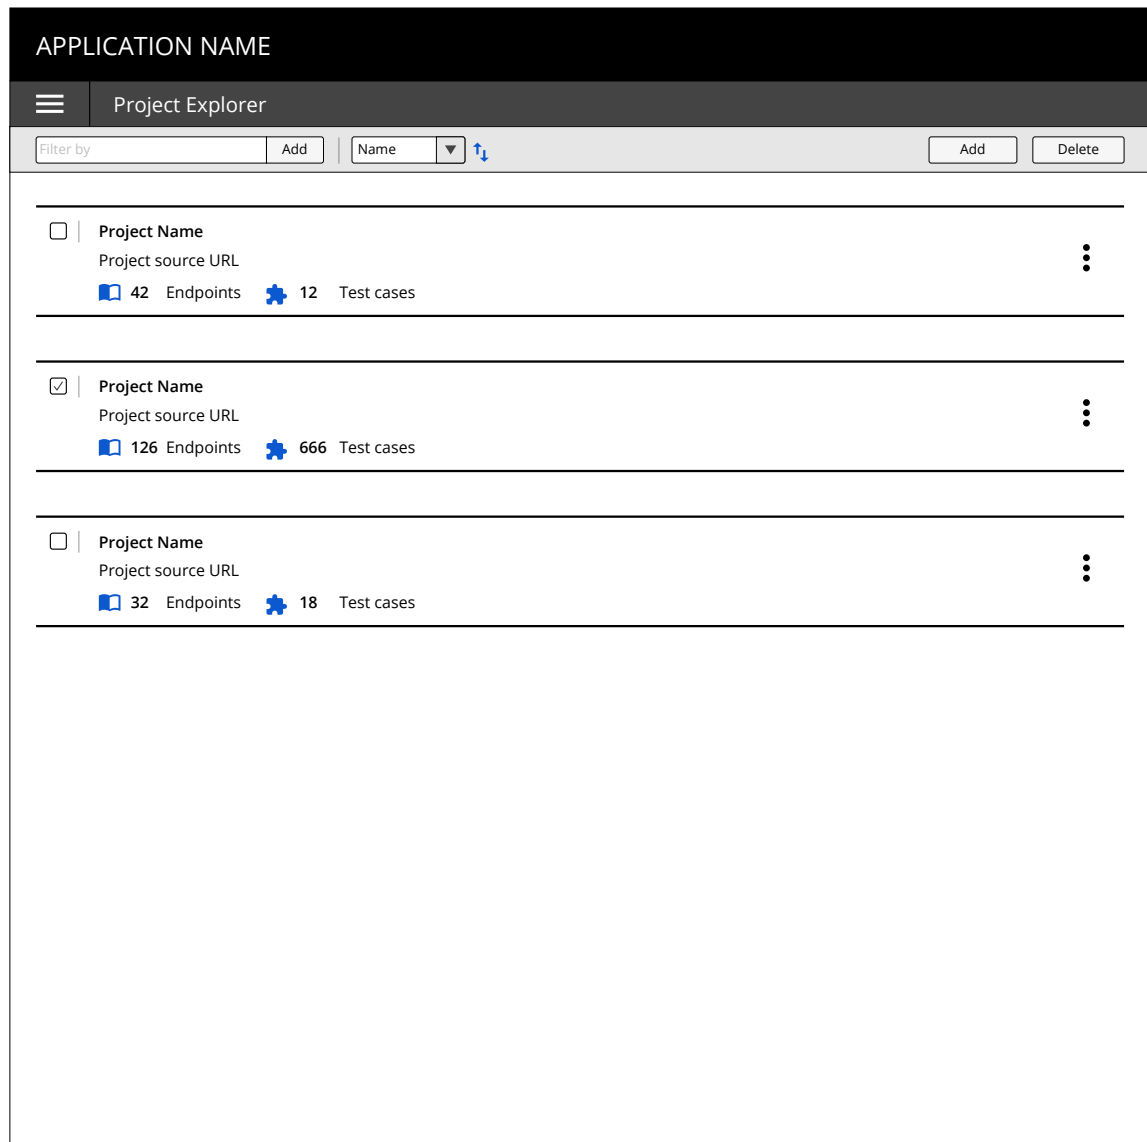 APPLICATION NAME
Project Explorer
Filter by Add Name Add Delete
Project Name
Project source URL
42 Endpoints 12 Test cases
Project Name
Project source URL
126 Endpoints 666 Test cases
Project Name
Project source URL
32 Endpoints 18 Test cases